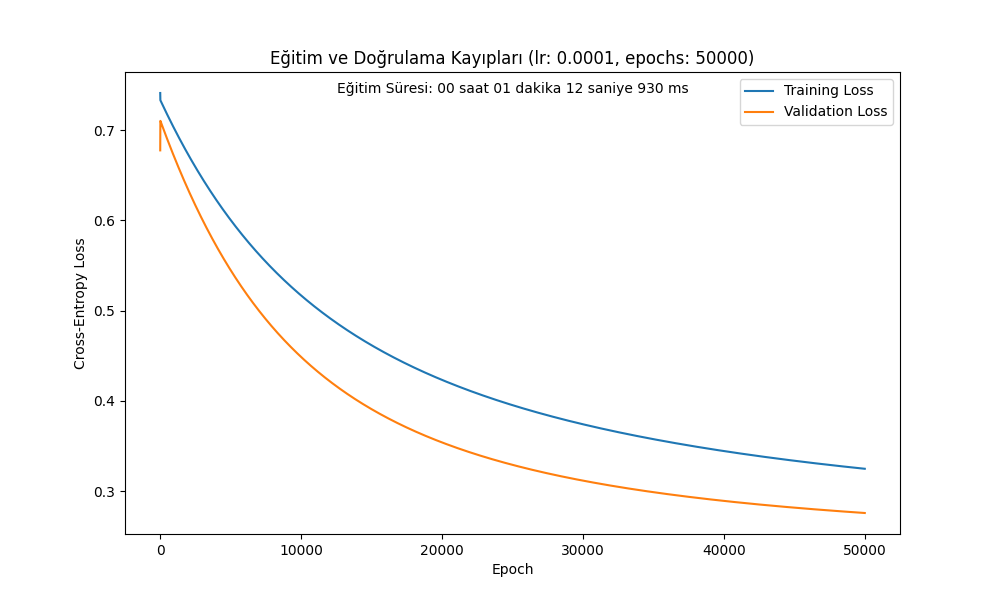 Eğitim ve Doğrulama Kayıpları (lr: 0.0001, epochs: 50000)
Eğitim Süresi: 00 saat 01 dakika 12 saniye 930 ms
Training Loss
Validation Loss
Cross-Entropy Loss
0.7
0.6
0.5
0.4
0.3
0 10000 20000 30000 40000 50000
Epoch